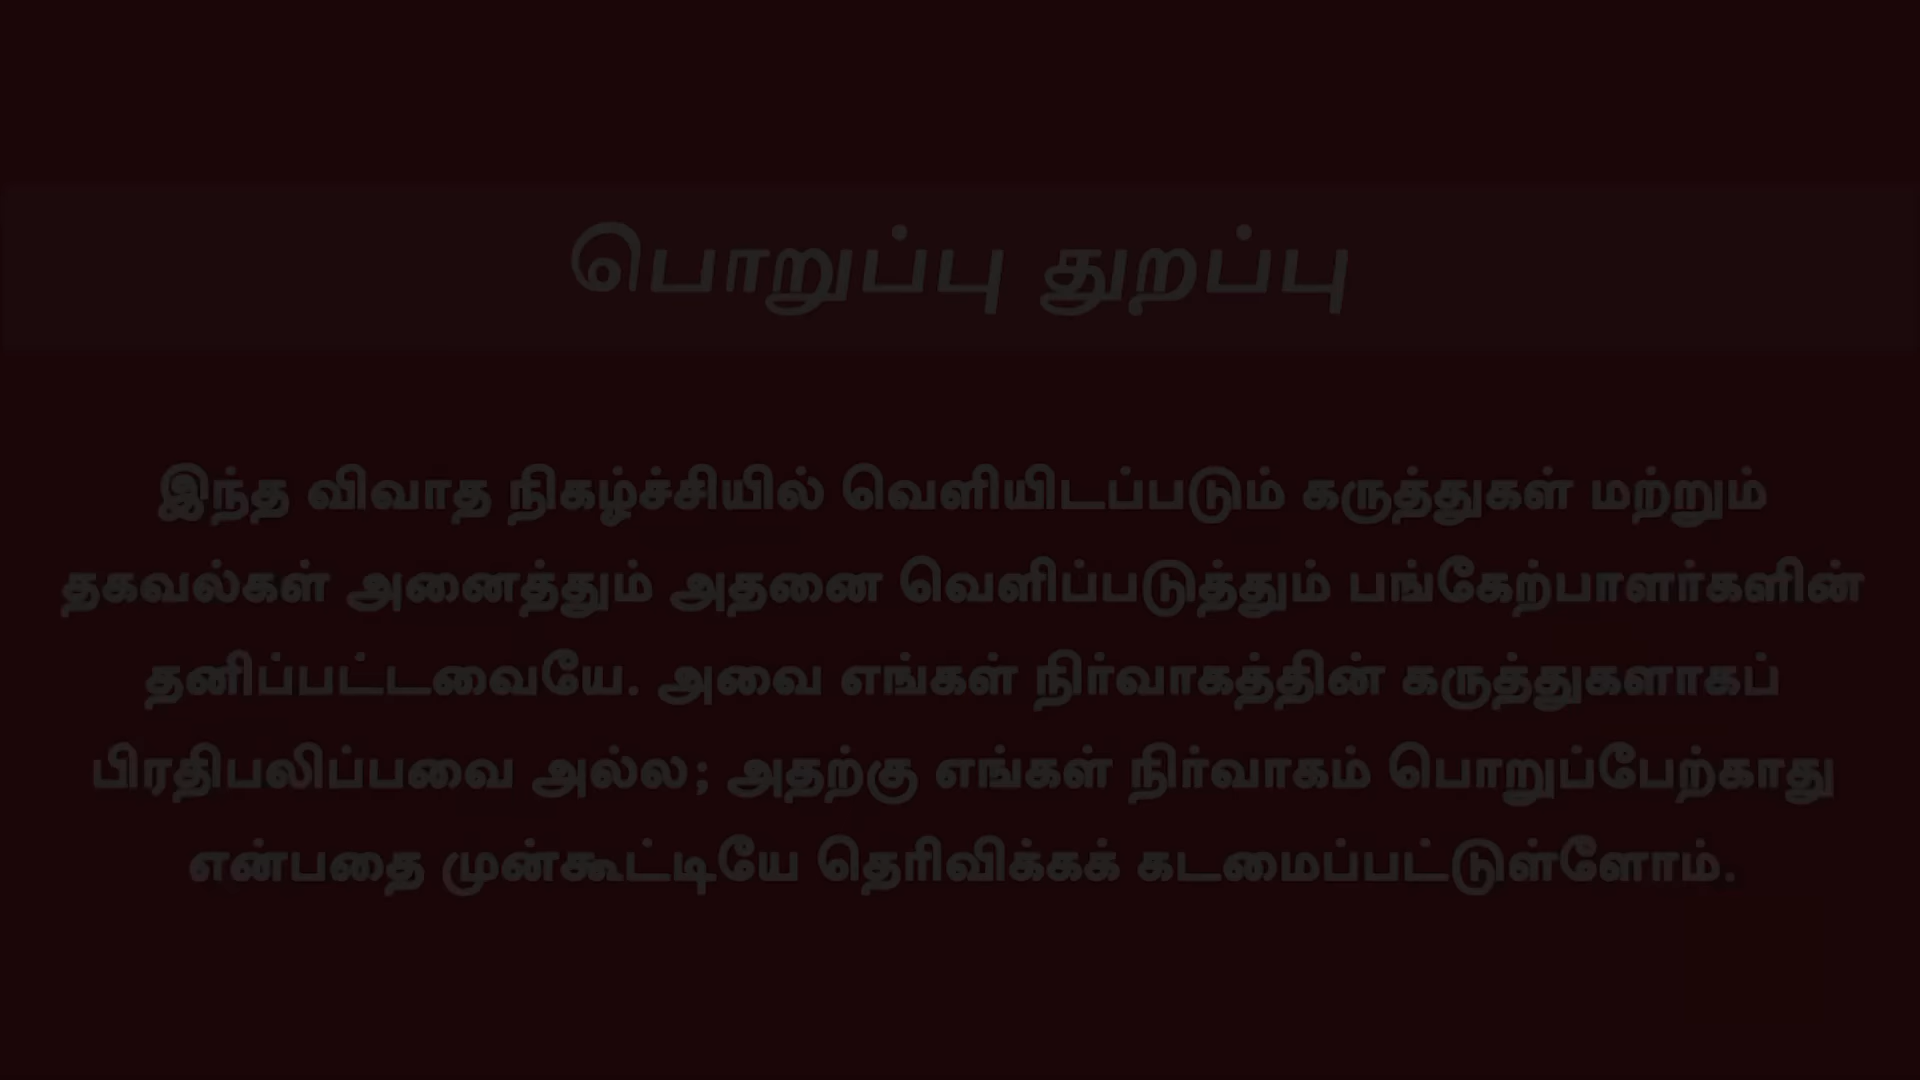 பொறுப்பு துறப்பு
இந்த விவாத நிகழ்ச்சியில் வெளியிடப்படும் கருத்துகள் மற்றும்
தகவல்கள் அனைத்தும் அதனை வெளிப்படுத்தும் பங்கேற்பாளர்களின்
தனிப்பட்டவையே. அவை எங்கள் நிர்வாகத்தின் கருத்துகளாகப்
பிரதிபலிப்பவை அல்ல; அதற்கு எங்கள் நிர்வாகம் பொறுப்பேற்காது
என்பதை முன்கூட்டியே தெரிவிக்கக் கடமைப்பட்டுள்ளோம்.